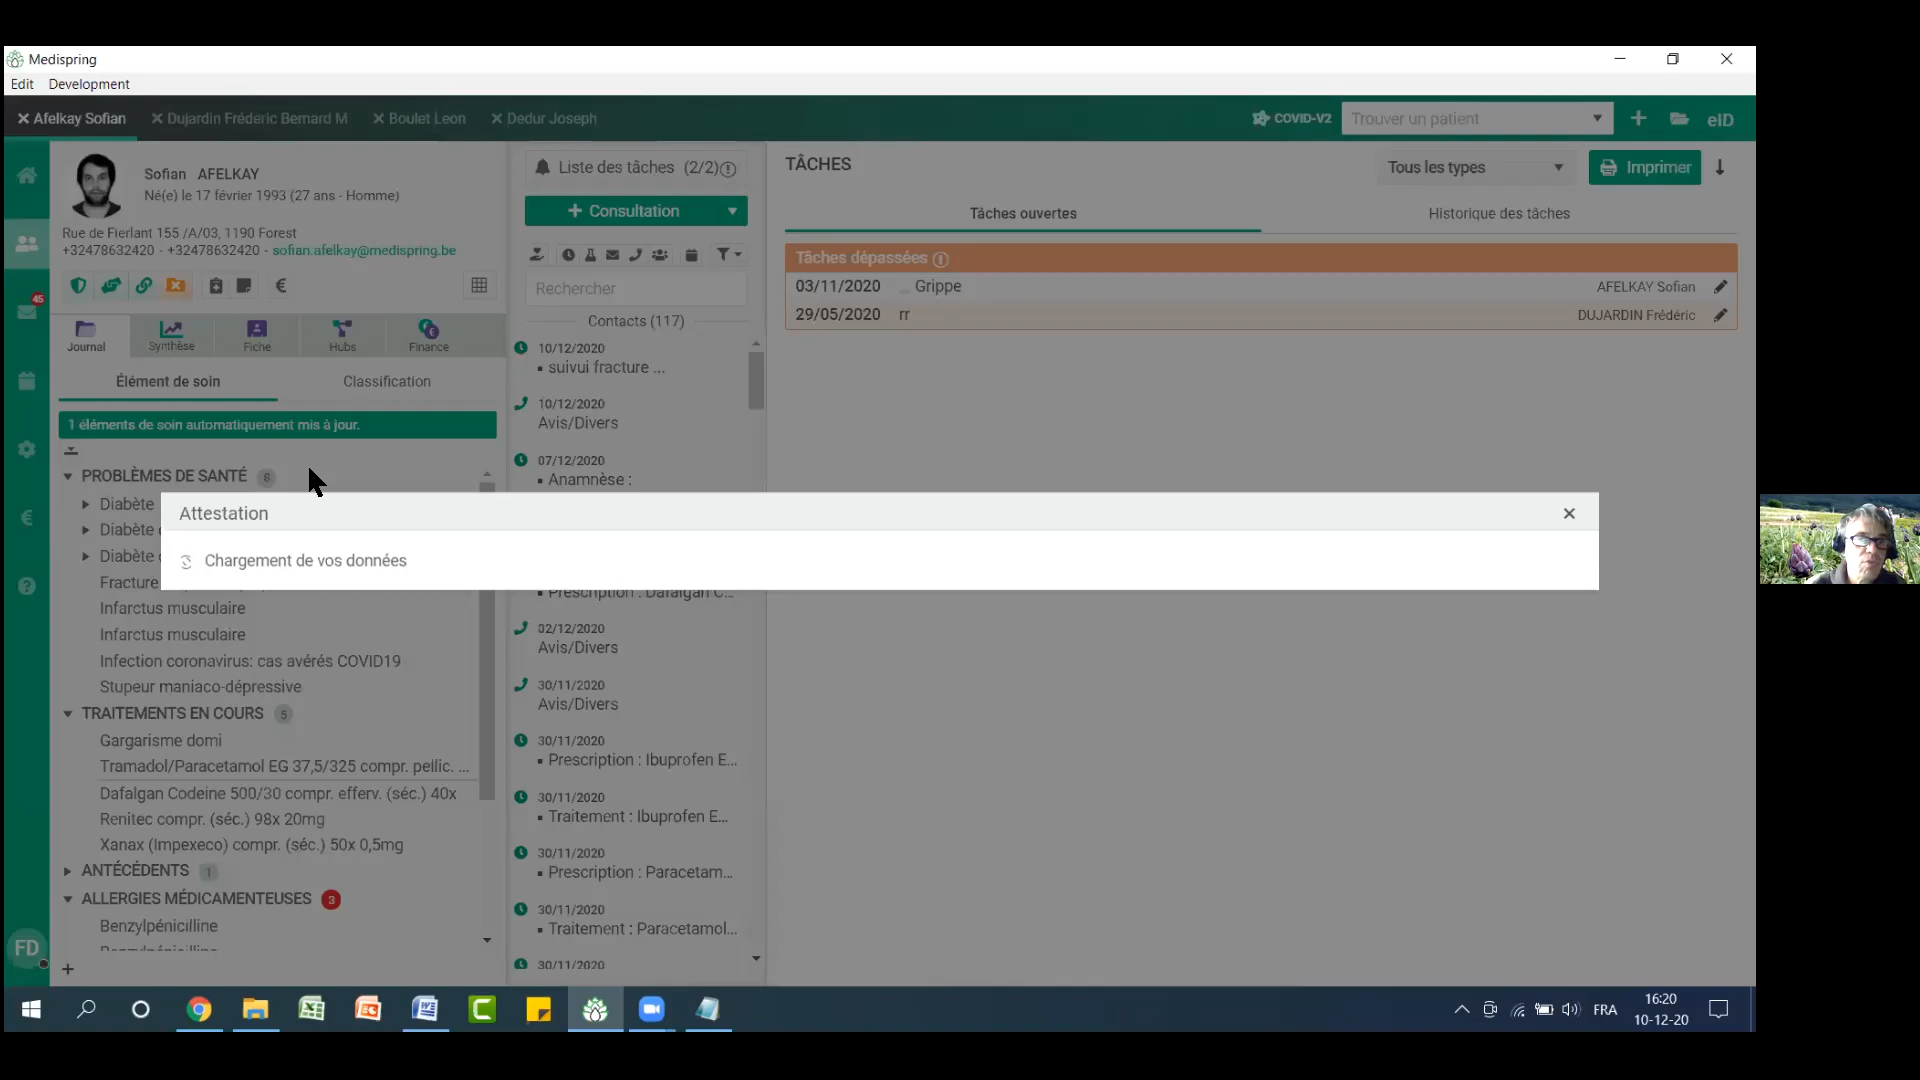 Medispring
Edit Development
Afelkay Sofian Dujardin Fréderic Bernard M Boulet Leon Dedur Joseph
COVID-V2 Trouver un patient eID
Sofian AFELKAY
Né(e) le 17 février 1993 (27 ans - Homme)
Rue de Fierlant 155 /A/03, 1190 Forest
+32478632420 - +32478632420 - sofian.afelkay@medispring.be
45
Journal Synthèse Fiche Hubs Finance
Élément de soin Classification
1 éléments de soin automatiquement mis à jour.
PROBLÈMES DE SANTÉ 8
Diabète
Diabète
Diabète
Fracture
Infarctus musculaire
Infarctus musculaire
Infection coronavirus: cas avérés COVID19
Stupeur maniaco-dépressive
TRAITEMENTS EN COURS 5
Gargarisme domi
Tramadol/Paracetamol EG 37,5/325 compr. pellic. ...
Dafalgan Codeine 500/30 compr. efferv. (séc.) 40x
Renitec compr. (séc.) 98x 20mg
Xanax (Impexeco) compr. (séc.) 50x 0,5mg
ANTÉCÉDENTS 1
ALLERGIES MÉDICAMENTEUSES 3
Benzylpénicilline
Benzylpénicilline
FD
+
Liste des tâches (2/2)
+ Consultation
Rechercher
Contacts (117)
10/12/2020
▪ suivui fracture ...
10/12/2020
Avis/Divers
07/12/2020
▪ Anamnèse :
▪ Prescription : Dafalgan C...
02/12/2020
Avis/Divers
30/11/2020
Avis/Divers
30/11/2020
▪ Prescription : Ibuprofen E...
30/11/2020
▪ Traitement : Ibuprofen E...
30/11/2020
▪ Prescription : Paracetam...
30/11/2020
▪ Traitement : Paracetamol...
30/11/2020
TÂCHES
Tous les types Imprimer
Tâches ouvertes Historique des tâches
Tâches dépassées
03/11/2020 _ Grippe AFELKAY Sofian
29/05/2020 rr DUJARDIN Fréderic
Attestation
Chargement de vos données
FRA
16:20
10-12-20